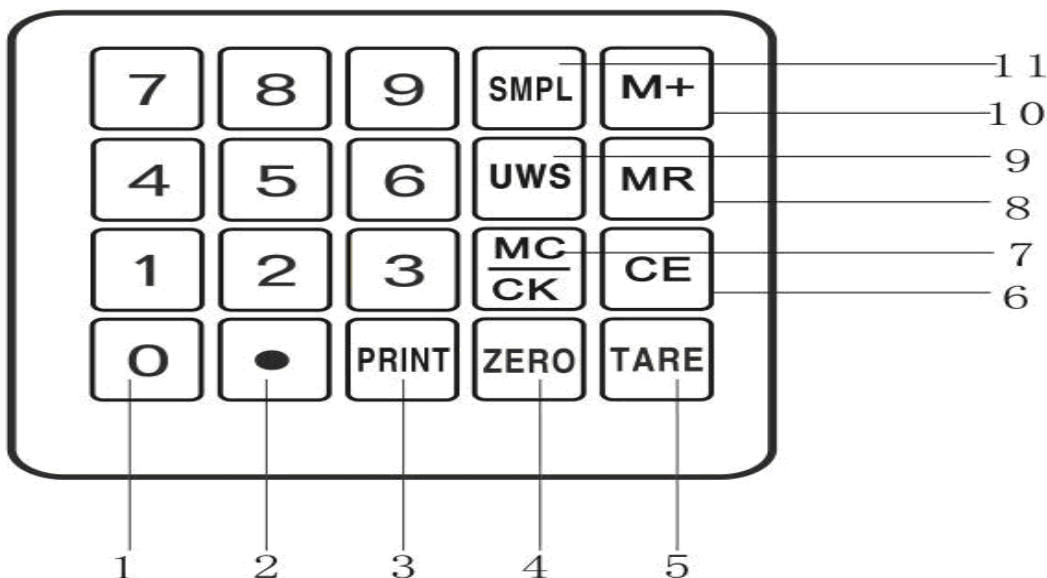 7 8 9 SMPL M+ 11
10
4 5 6 UWS MR 9
8
1 2 3 MC CE 7
CK 6
0 • PRINT ZERO TARE
1 2 3 4 5